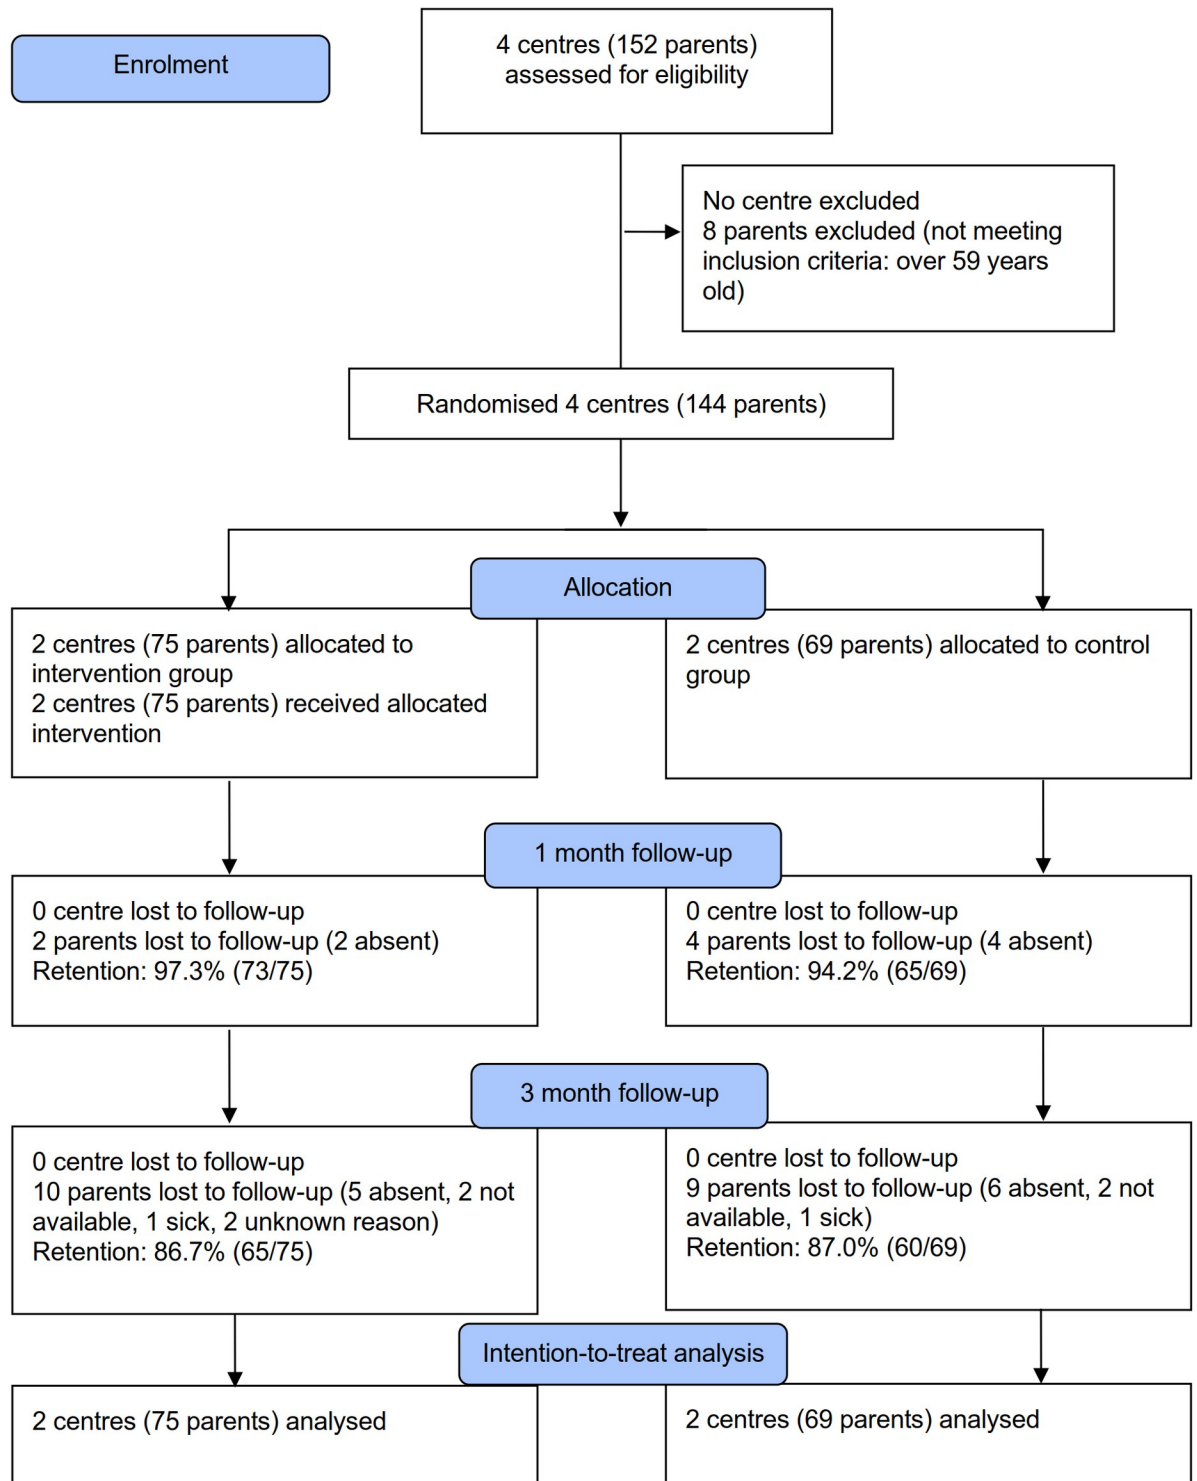 Enrolment
4 centres (152 parents)
assessed for eligibility
No centre excluded
8 parents excluded (not meeting
inclusion criteria: over 59 years
old)
Randomised 4 centres (144 parents)
Allocation
2 centres (75 parents) allocated to
intervention group
2 centres (75 parents) received allocated
intervention
2 centres (69 parents) allocated to control
group
1 month follow-up
0 centre lost to follow-up
2 parents lost to follow-up (2 absent)
Retention: 97.3% (73/75)
0 centre lost to follow-up
4 parents lost to follow-up (4 absent)
Retention: 94.2% (65/69)
3 month follow-up
0 centre lost to follow-up
10 parents lost to follow-up (5 absent, 2 not
available, 1 sick, 2 unknown reason)
Retention: 86.7% (65/75)
0 centre lost to follow-up
9 parents lost to follow-up (6 absent, 2 not
available, 1 sick)
Retention: 87.0% (60/69)
Intention-to-treat analysis
2 centres (75 parents) analysed
2 centres (69 parents) analysed